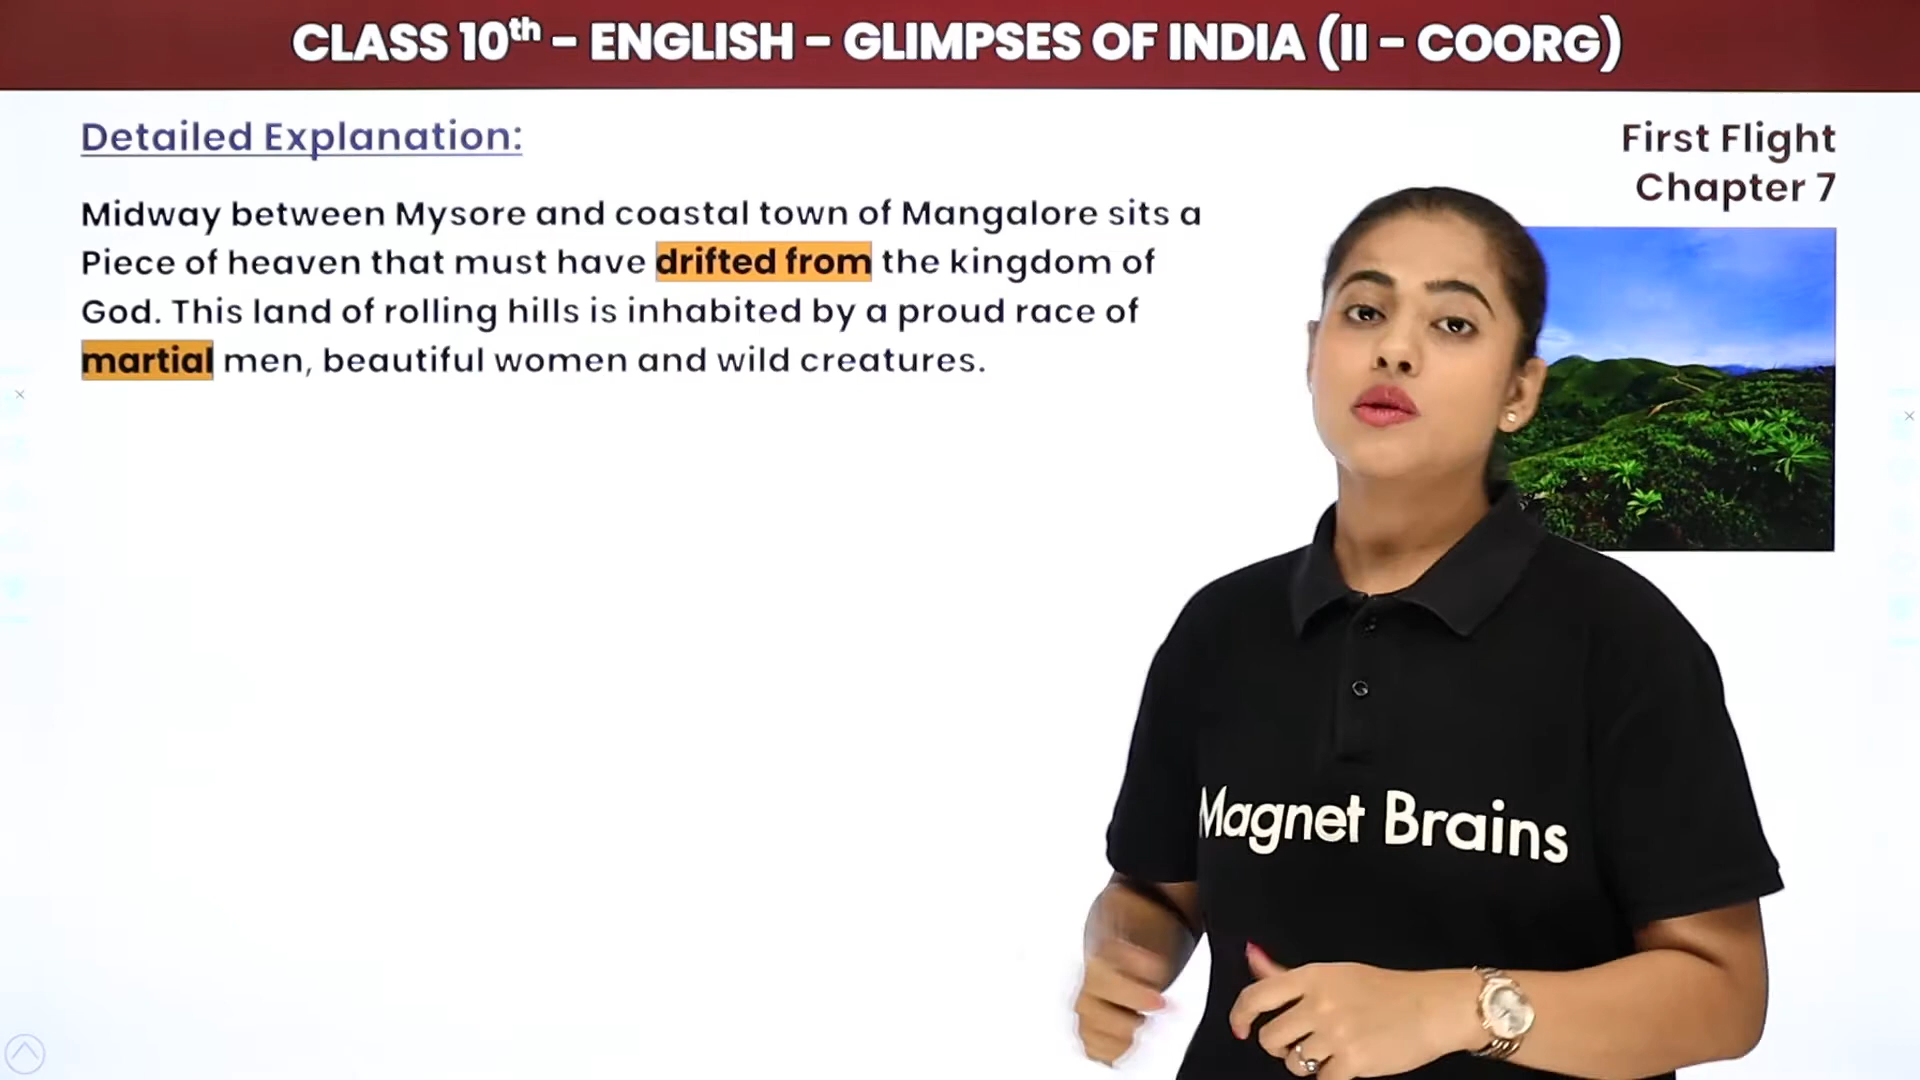 CLASS 10th - ENGLISH - GLIMPSES OF INDIA (II - COORG)
Detailed Explanation:
First Flight
Chapter 7
Midway between Mysore and coastal town of Mangalore sits a
Piece of heaven that must have drifted from the kingdom of
God. This land of rolling hills is inhabited by a proud race of
martial men, beautiful women and wild creatures.
Magnet Brains